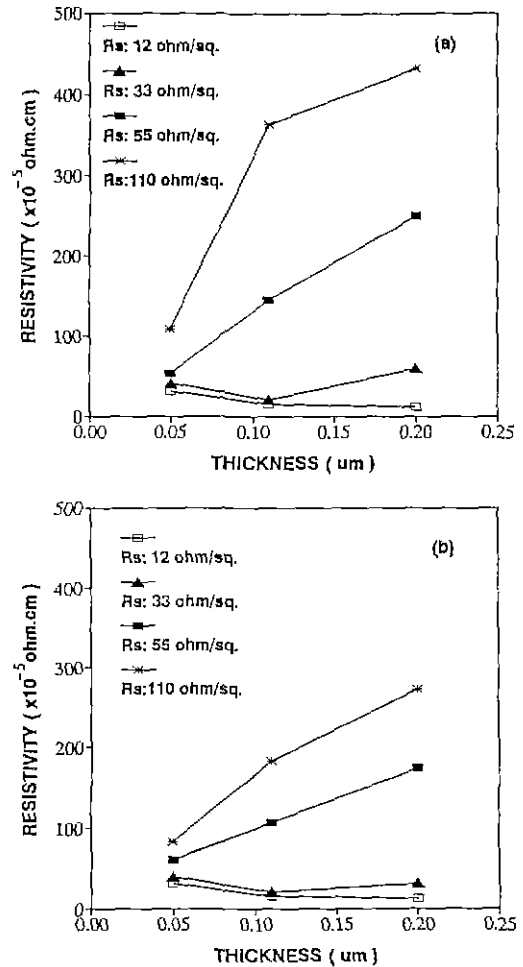 500
400
300
200
100
0
RESISTIVITY ( x10⁻⁵ ohm.cm )
Rs: 12 ohm/sq.
Rs: 33 ohm/sq.
Rs: 55 ohm/sq.
Rs:110 ohm/sq.
(a)
0.00 0.05 0.10 0.15 0.20 0.25
THICKNESS ( um )
500
400
300
200
100
0
RESISTIVITY ( x10⁻⁵ ohm.cm )
Rs: 12 ohm/sq.
Rs: 33 ohm/sq.
Rs: 55 ohm/sq.
Rs:110 ohm/sq.
(b)
0.00 0.05 0.10 0.15 0.20 0.25
THICKNESS ( um )